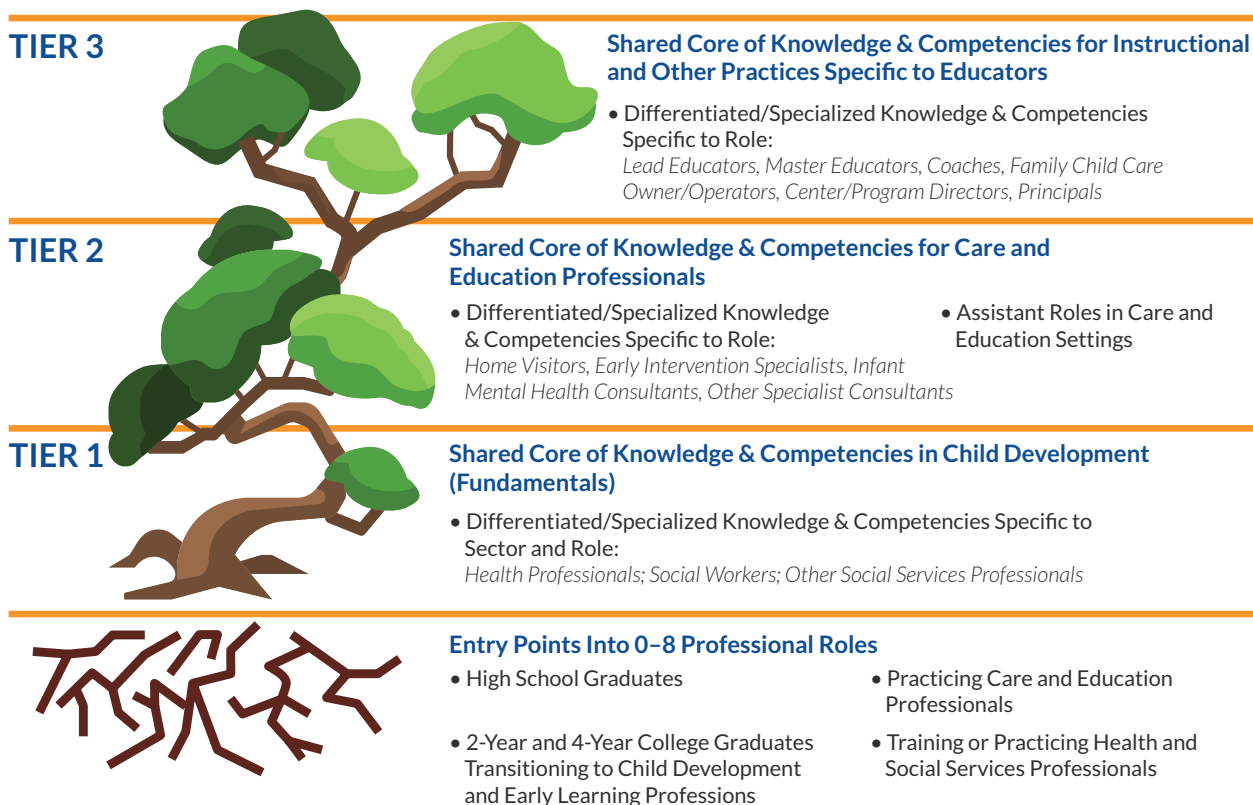 TIER 3
Shared Core of Knowledge & Competencies for Instructional
and Other Practices Specific to Educators
• Differentiated/Specialized Knowledge & Competencies
Specific to Role:
Lead Educators, Master Educators, Coaches, Family Child Care
Owner/Operators, Center/Program Directors, Principals
TIER 2
Shared Core of Knowledge & Competencies for Care and
Education Professionals
• Differentiated/Specialized Knowledge
& Competencies Specific to Role:
Home Visitors, Early Intervention Specialists, Infant
Mental Health Consultants, Other Specialist Consultants
• Assistant Roles in Care and
Education Settings
TIER 1
Shared Core of Knowledge & Competencies in Child Development
(Fundamentals)
• Differentiated/Specialized Knowledge & Competencies Specific to
Sector and Role:
Health Professionals; Social Workers; Other Social Services Professionals
Entry Points Into 0–8 Professional Roles
• High School Graduates
• 2-Year and 4-Year College Graduates
Transitioning to Child Development
and Early Learning Professions
• Practicing Care and Education
Professionals
• Training or Practicing Health and
Social Services Professionals